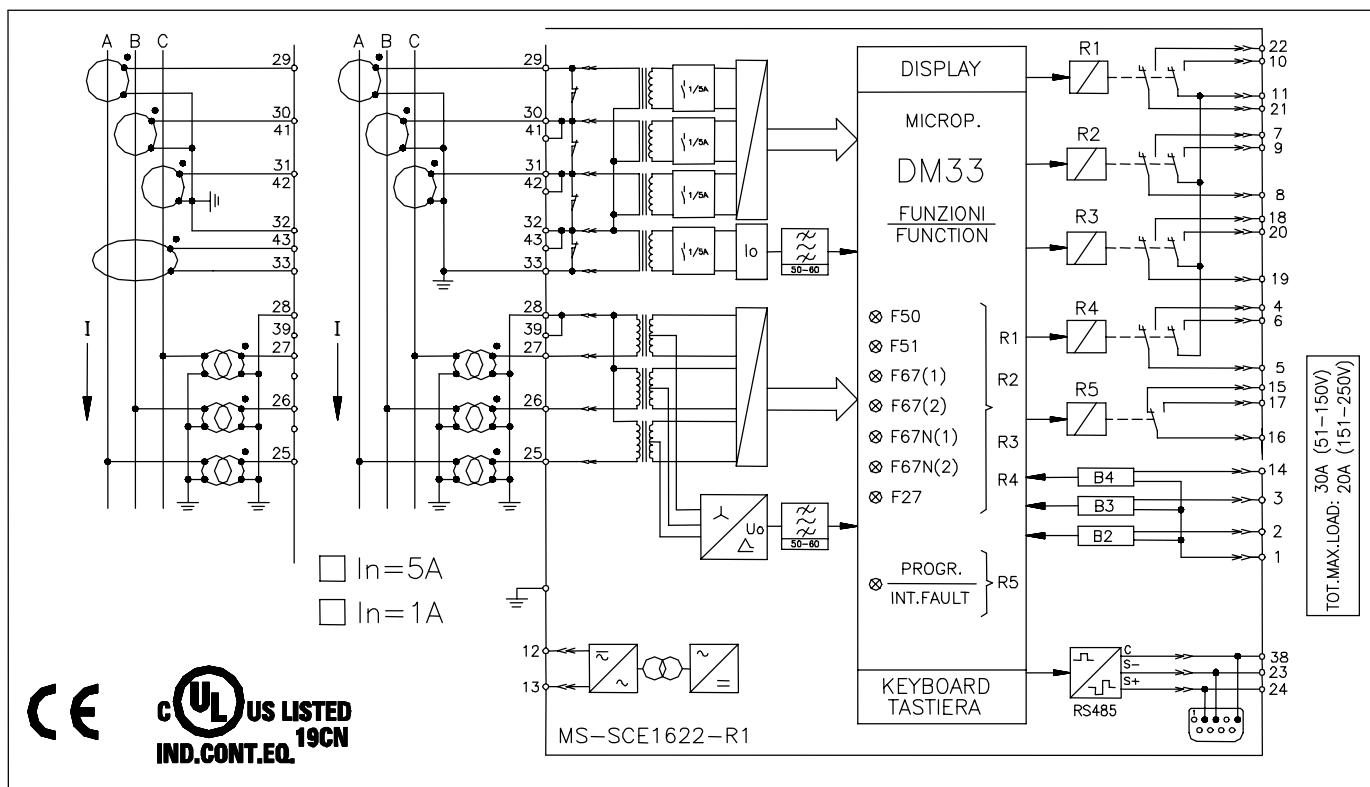 A B C
29
30
41
31
42
32
43
33
28
39
27
26
25
I
A B C
29
30
41
31
42
32
43
33
28
39
27
26
25
I
12
13
1/5A
1/5A
1/5A
1/5A
Io
50-60
Uo
50-60
DISPLAY
MICROP.
DM33
FUNZIONI
FUNCTION
F50
F51
F67(1)
F67(2)
F67N(1)
F67N(2)
F27
R1
R2
R3
R4
PROGR.
INT.FAULT
R5
KEYBOARD
TASTIERA
R1
R2
R3
R4
R5
B4
B3
B2
RS485
C
S-
S+
1
22
10
11
21
7
9
8
18
20
19
4
6
5
15
17
16
14
3
2
1
38
23
24
TOT.MAX.LOAD: 30A (51-150V)
20A (151-250V)
In=5A
In=1A
MS-SCE1622-R1
CE
C UL US LISTED
IND.CONT.EQ. 19CN